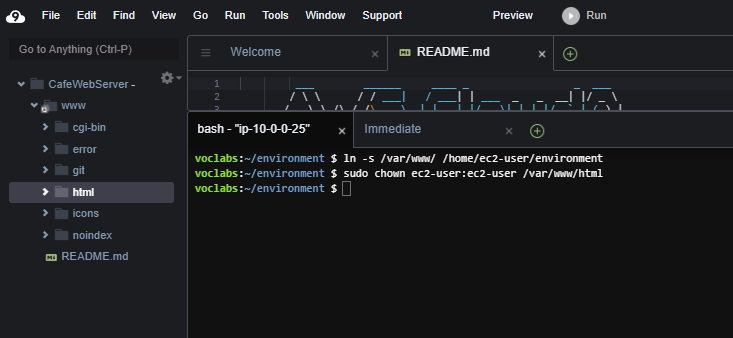 File Edit Find View Go Run Tools Window Support Preview Run
Go to Anything (Ctrl-P)
Welcome
README.md
CafeWebServer -
www
cgi-bin
error
git
html
icons
noindex
README.md
1
2
3
bash - "ip-10-0-0-25"
Immediate
voclabs:~/environment $ ln -s /var/www/ /home/ec2-user/environment
voclabs:~/environment $ sudo chown ec2-user:ec2-user /var/www/html
voclabs:~/environment $